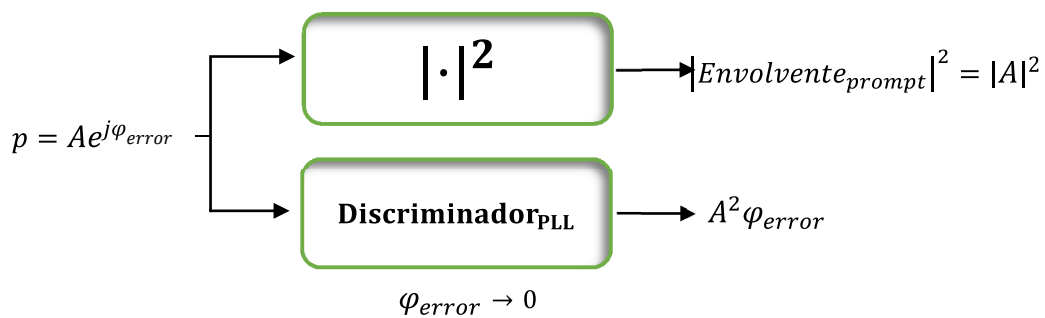 |·|²
|Envolvente_prompt|² = |A|²
p = Ae^{jφ_error}
Discriminador_PLL
A²φ_error
φ_error → 0